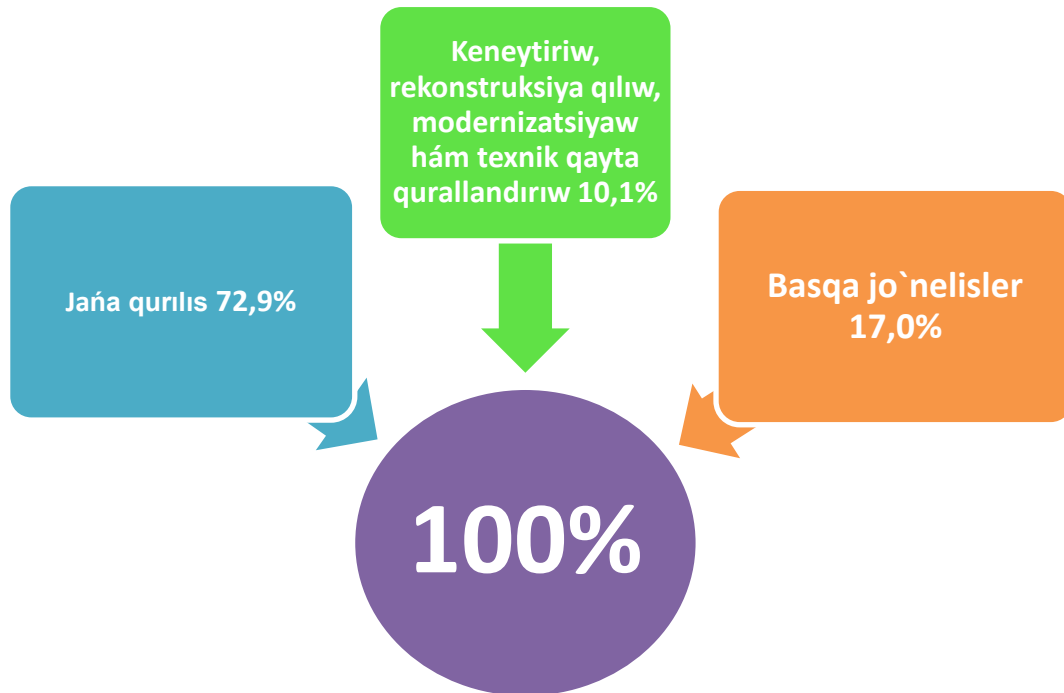 Keneytiriw,
rekonstruksiya qılıw,
modernizatsiyaw
hám texnik qayta
qurallandırıw 10,1%
Jańa qurılıs 72,9%
Basqa jo`nelisler
17,0%
100%